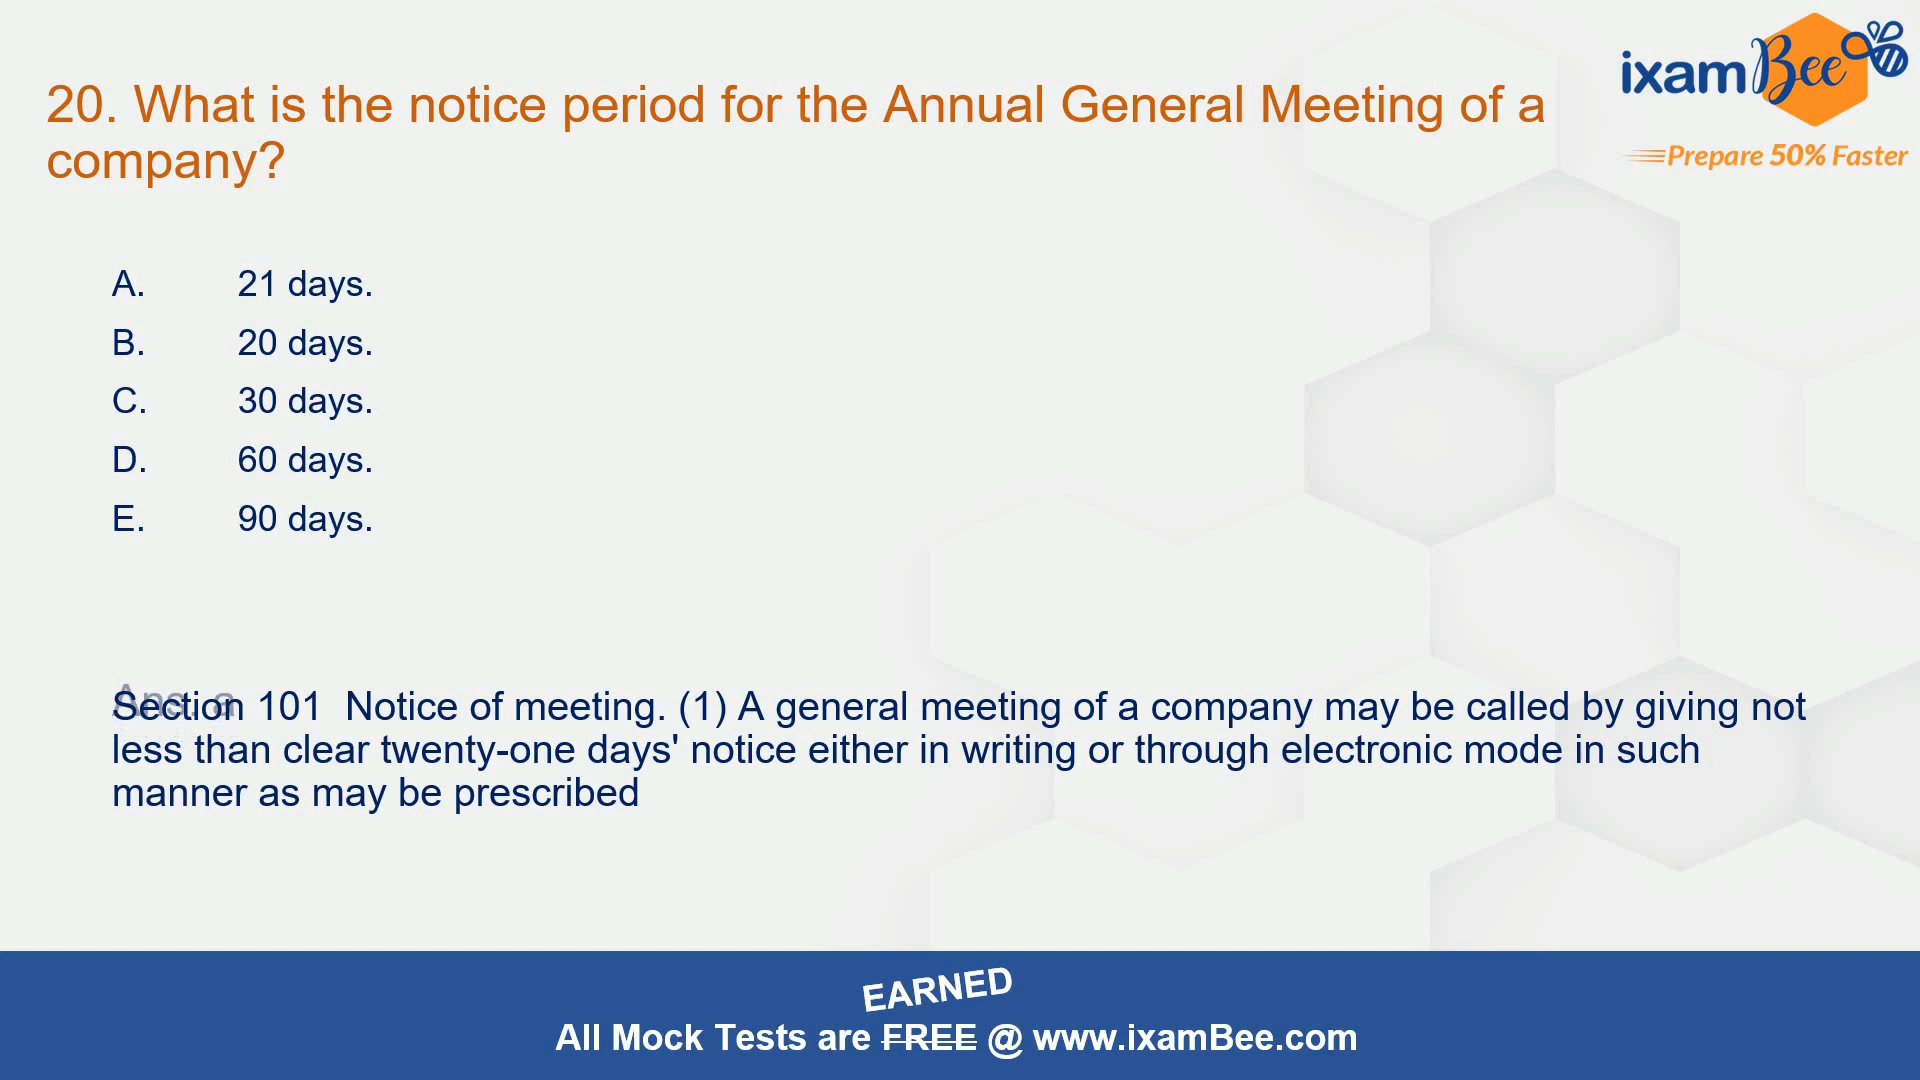 20. What is the notice period for the Annual General Meeting of a
company?
ixamBee
Prepare 50% Faster
A. 21 days.
B. 20 days.
C. 30 days.
D. 60 days.
E. 90 days.
Ans. a
Section 101 Notice of meeting. (1) A general meeting of a company may be called by giving not
less than clear twenty-one days' notice either in writing or through electronic mode in such
manner as may be prescribed
EARNED
All Mock Tests are FREE @ www.ixamBee.com